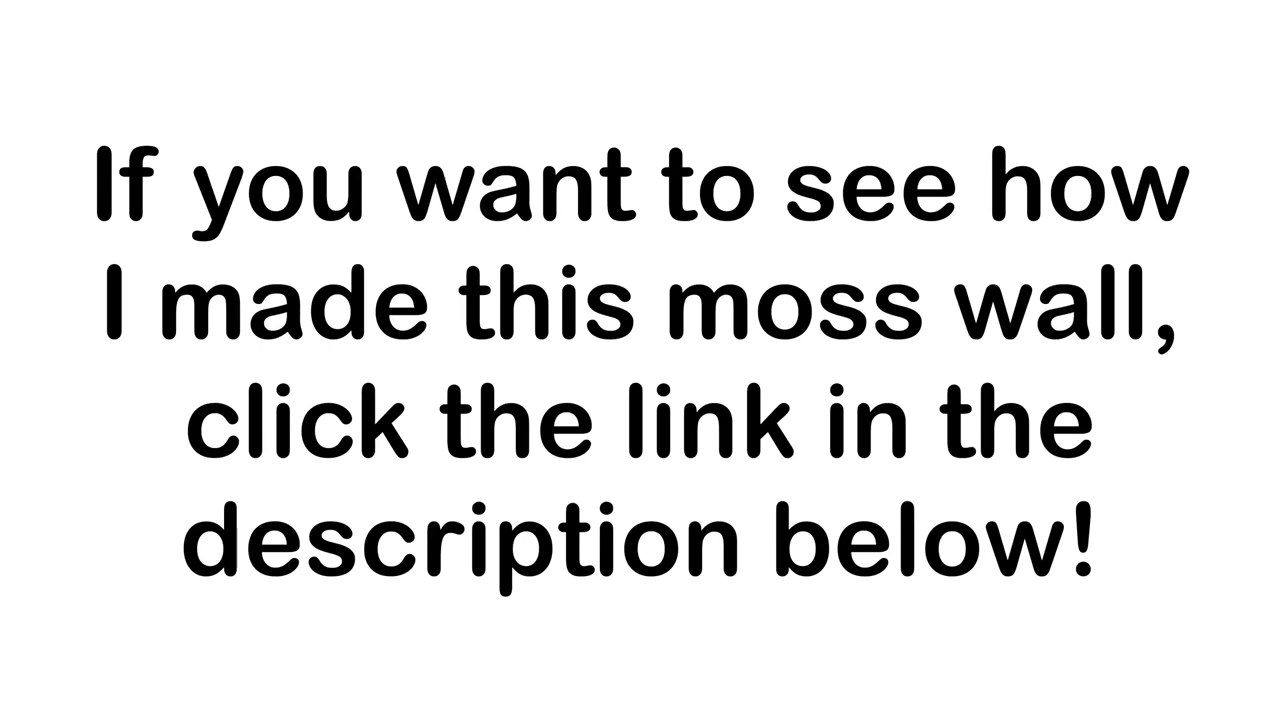 If you want to see how
I made this moss wall,
click the link in the
description below!